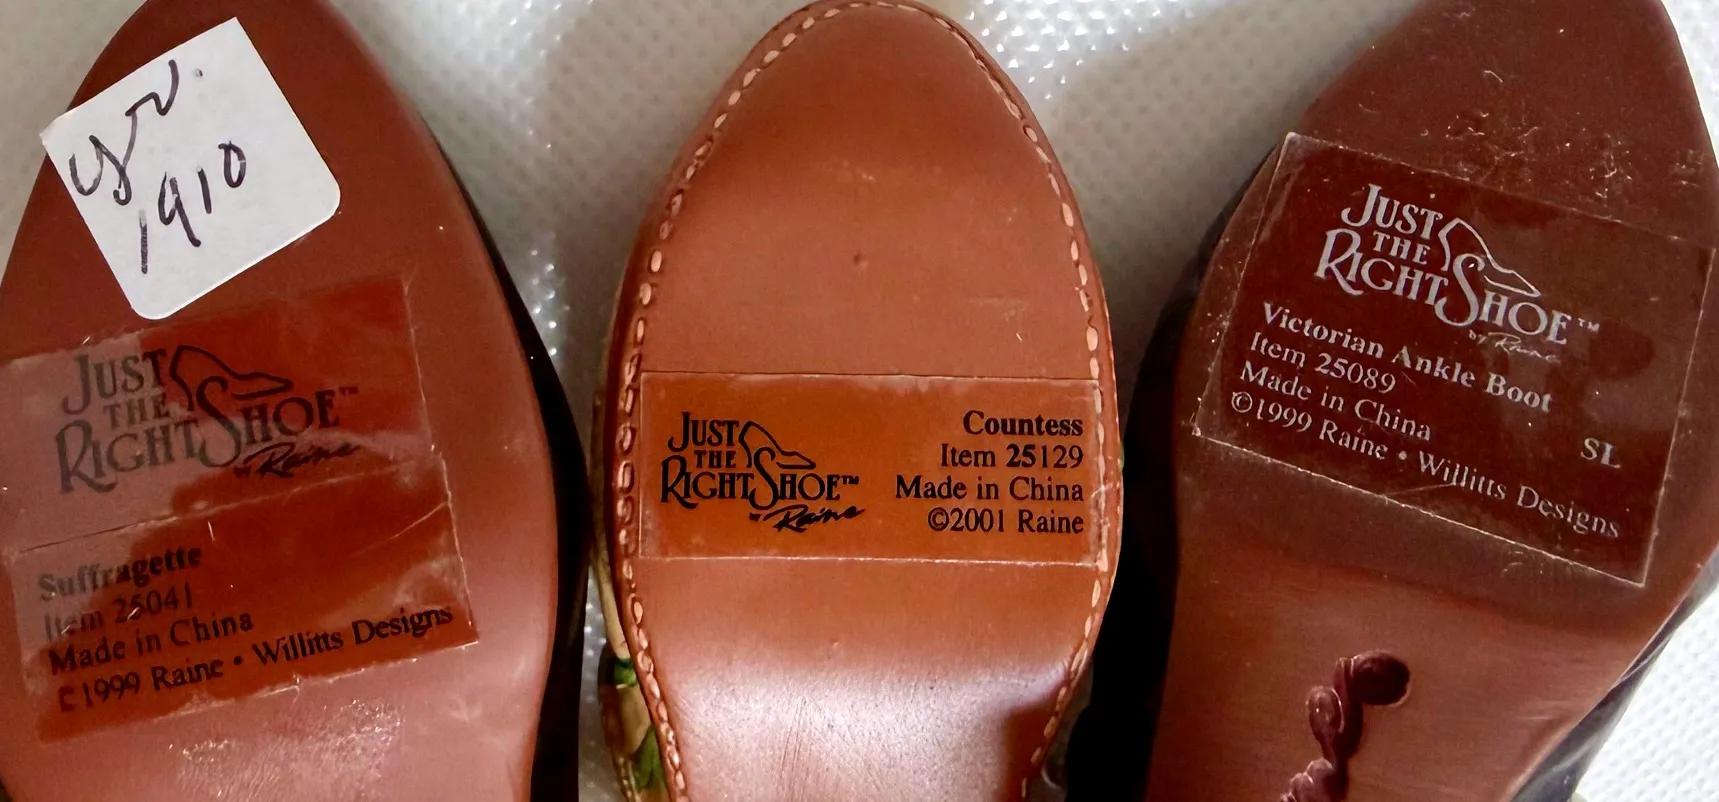 yr.
1910
JUST
THE
RIGHT SHOE™
by Raine
Suffragette
Item 25041
Made in China
©1999 Raine • Willitts Designs
JUST
THE
RIGHT SHOE™
by Raine
Countess
Item 25129
Made in China
©2001 Raine
JUST
THE
RIGHT SHOE™
by Raine
Victorian Ankle Boot
Item 25089
Made in China
SL
©1999 Raine • Willitts Designs